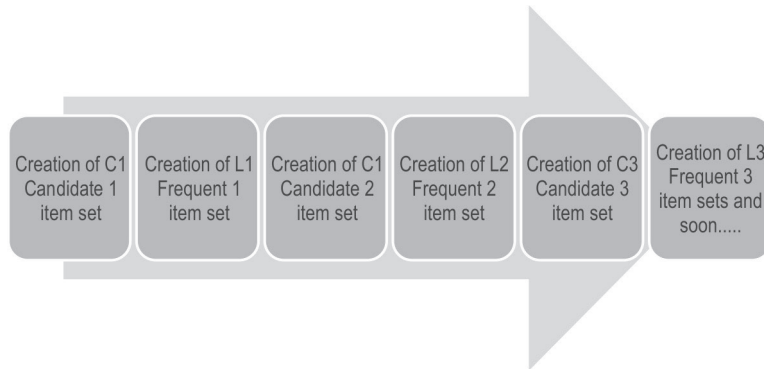 Creation of C1
Candidate 1
item set
Creation of L1
Frequent 1
item set
Creation of C1
Candidate 2
item set
Creation of L2
Frequent 2
item set
Creation of C3
Candidate 3
item set
Creation of L3
Frequent 3
item sets and
soon.....